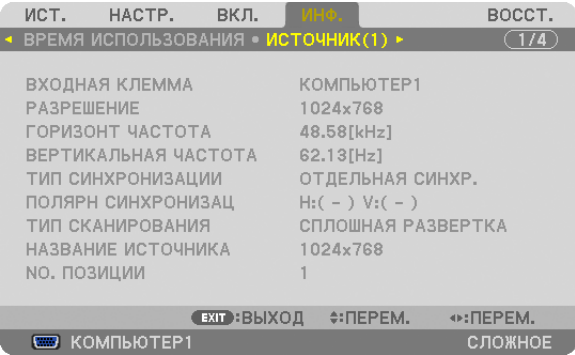 ИСТ. НАСТР. ВКЛ. ИНФ. ВОССТ.
ВРЕМЯ ИСПОЛЬЗОВАНИЯ • ИСТОЧНИК(1) 1/4
ВХОДНАЯ КЛЕММА КОМПЬЮТЕР1
РАЗРЕШЕНИЕ 1024x768
ГОРИЗОНТ ЧАСТОТА 48.58[kHz]
ВЕРТИКАЛЬНАЯ ЧАСТОТА 62.13[Hz]
ТИП СИНХРОНИЗАЦИИ ОТДЕЛЬНАЯ СИНХР.
ПОЛЯРН СИНХРОНИЗАЦ H:( - ) V:( - )
ТИП СКАНИРОВАНИЯ СПЛОШНАЯ РАЗВЕРТКА
НАЗВАНИЕ ИСТОЧНИКА 1024x768
NO. ПОЗИЦИИ 1
EXIT:ВЫХОД :ПЕРЕМ. :ПЕРЕМ.
КОМПЬЮТЕР1 СЛОЖНОЕ